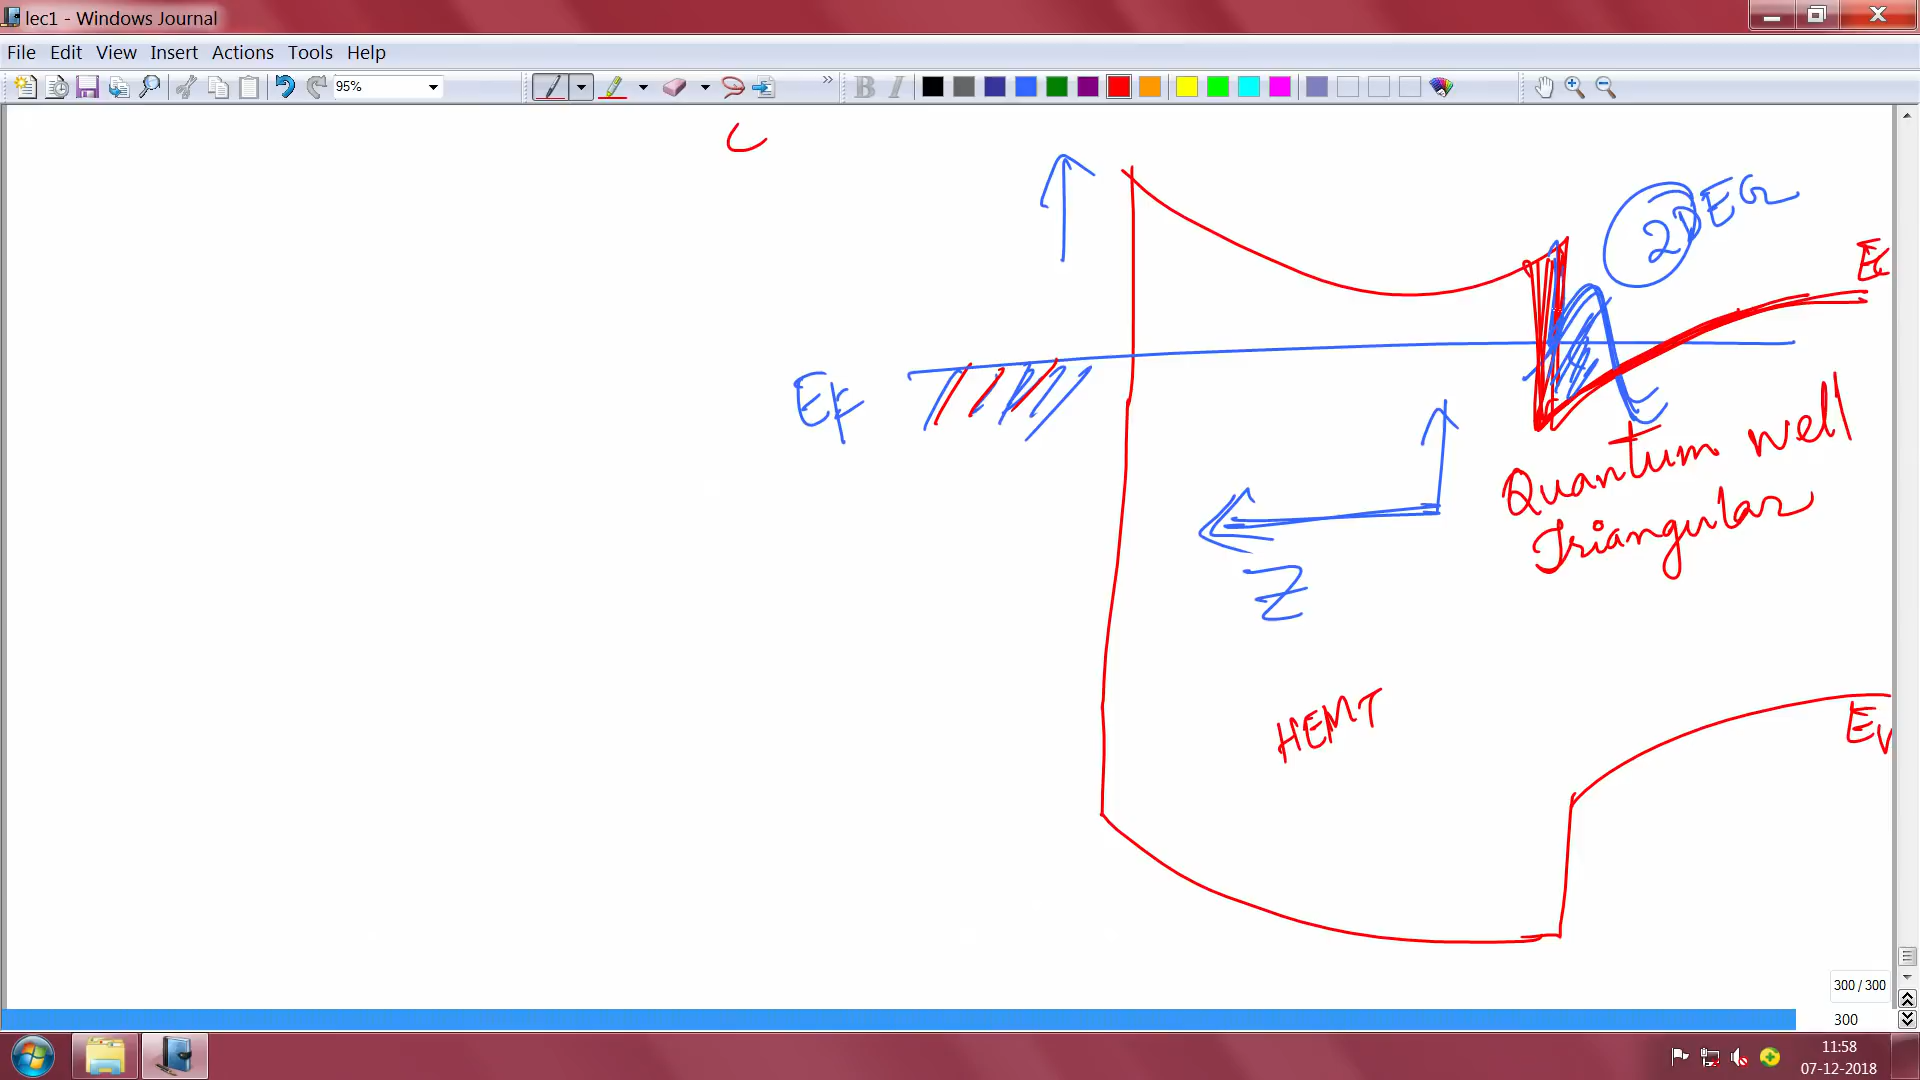 lec1 - Windows Journal
File Edit View Insert Actions Tools Help
95%
B I
2DEG
Ec
EF
Quantum well
Triangular
Z
HEMT
Ev
300 / 300
300
11:58
07-12-2018